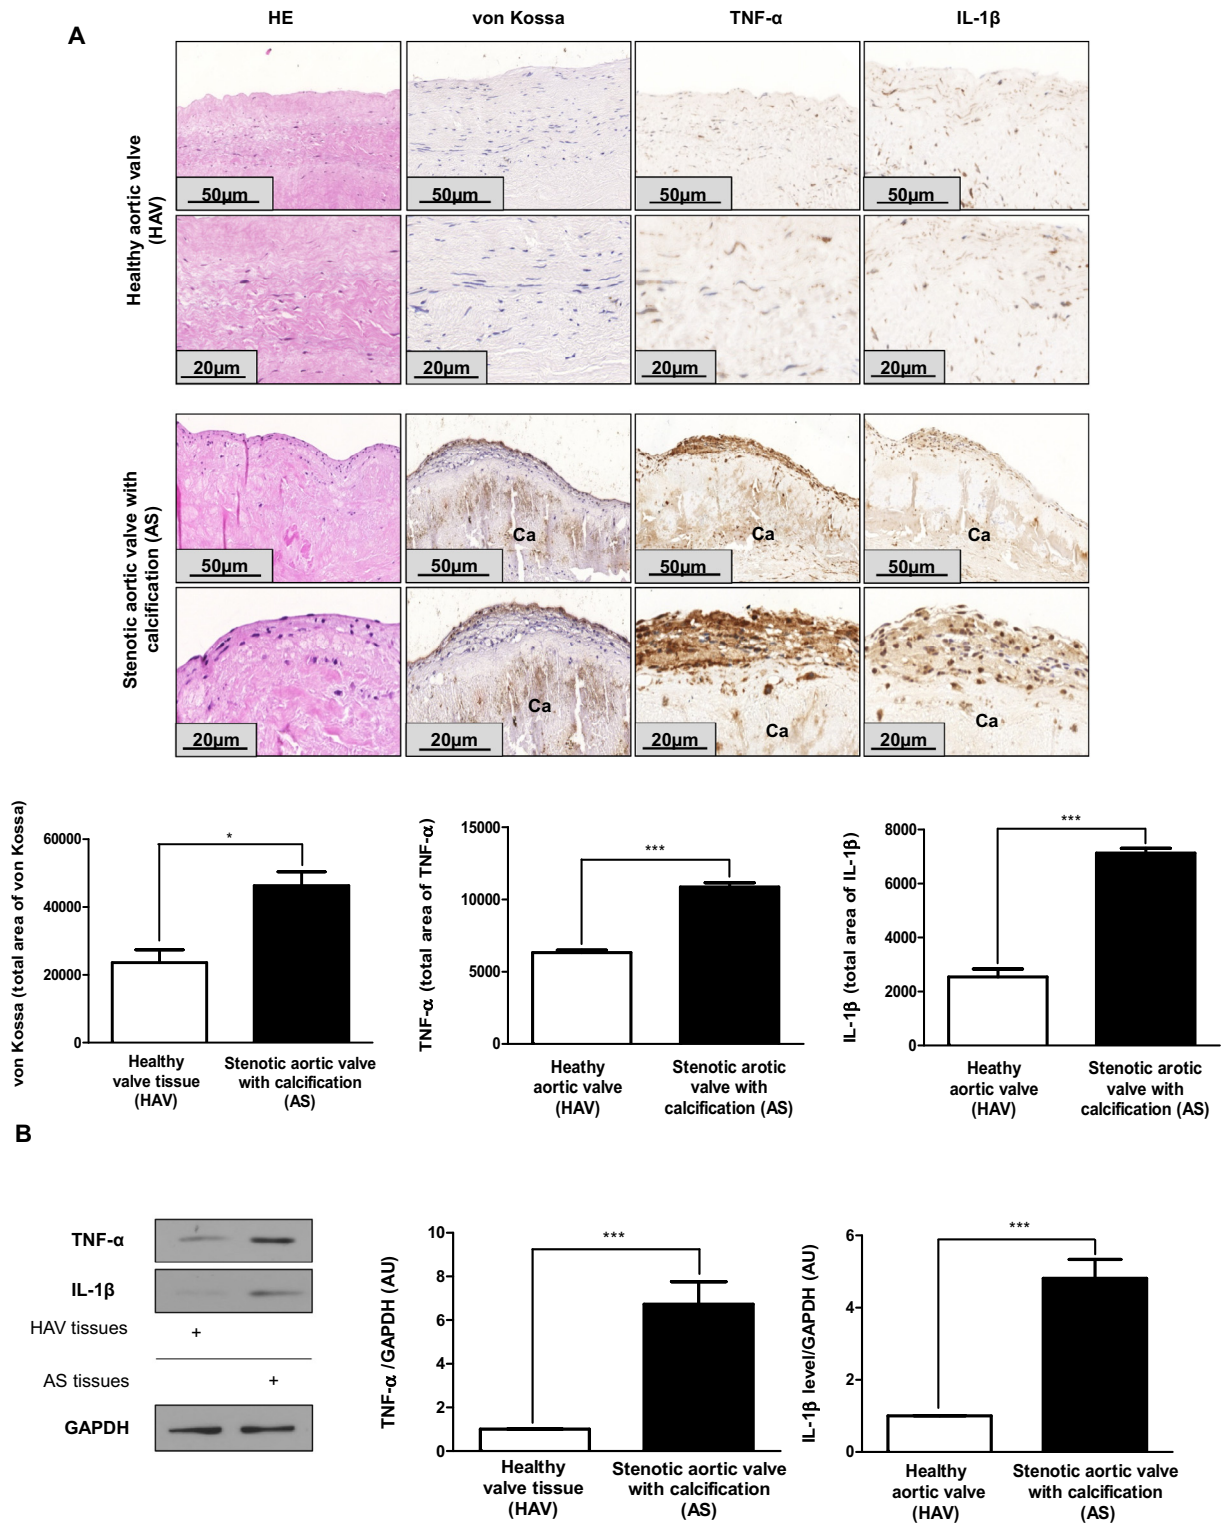 A
HE
von Kossa
TNF-α
IL-1β
Healthy aortic valve
(HAV)
50µm
50µm
50µm
50µm
20µm
20µm
20µm
20µm
Stenotic aortic valve with
calcification (AS)
50µm
Ca
50µm
Ca
50µm
Ca
50µm
20µm
Ca
20µm
Ca
20µm
Ca
20µm
von Kossa (total area of von Kossa)
60000
40000
20000
0
*
Healthy
valve tissue
(HAV)
Stenotic aortic valve
with calcification
(AS)
TNF-α (total area of TNF-α)
15000
10000
5000
0
***
Heathy
aortic valve
(HAV)
Stenotic arotic
valve with
calcification (AS)
IL-1β (total area of IL-1β)
8000
6000
4000
2000
0
***
Heathy
aortic valve
(HAV)
Stenotic arotic
valve with
calcification (AS)
B
TNF-α
IL-1β
HAV tissues
+
AS tissues
+
GAPDH
TNF-α /GAPDH (AU)
10
8
6
4
2
0
***
Healthy
valve tissue
(HAV)
Stenotic aortic valve
with calcification
(AS)
IL-1β level/GAPDH (AU)
6
4
2
0
***
Healthy
aortic valve
(HAV)
Stenotic aortic valve
with calcification
(AS)